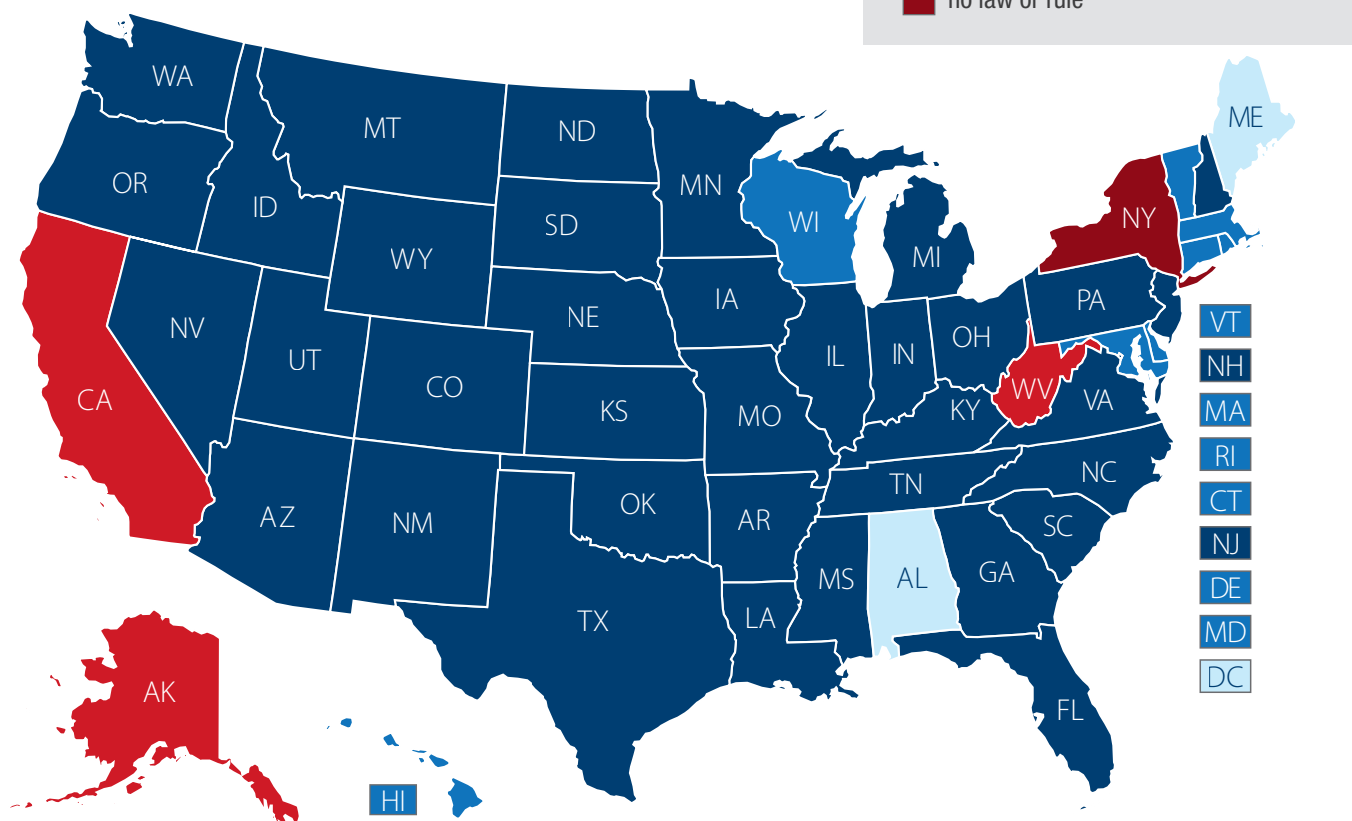 no law or rule
WA
MT
ND
ME
OR
ID
MN
SD
WI
NY
WY
MI
IA
PA
NE
NV
OH
VT
UT
IL
IN
CO
NH
CA
WV
VA
KS
MO
KY
MA
RI
NC
TN
OK
CT
AZ
NM
AR
SC
NJ
MS
AL
GA
DE
TX
LA
MD
DC
AK
FL
HI